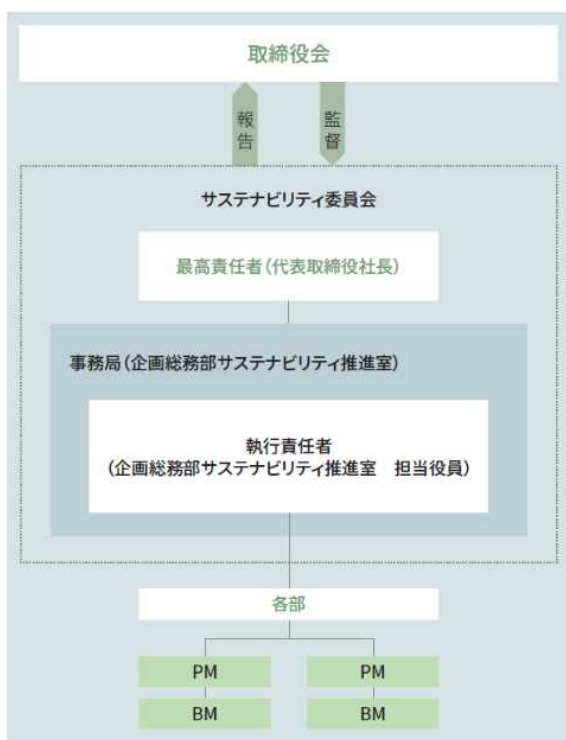 取締役会
報告
監督
サステナビリティ委員会
最高責任者(代表取締役社長)
事務局(企画総務部サステナビリティ推進室)
執行責任者
(企画総務部サステナビリティ推進室　担当役員)
各部
PM
PM
BM
BM